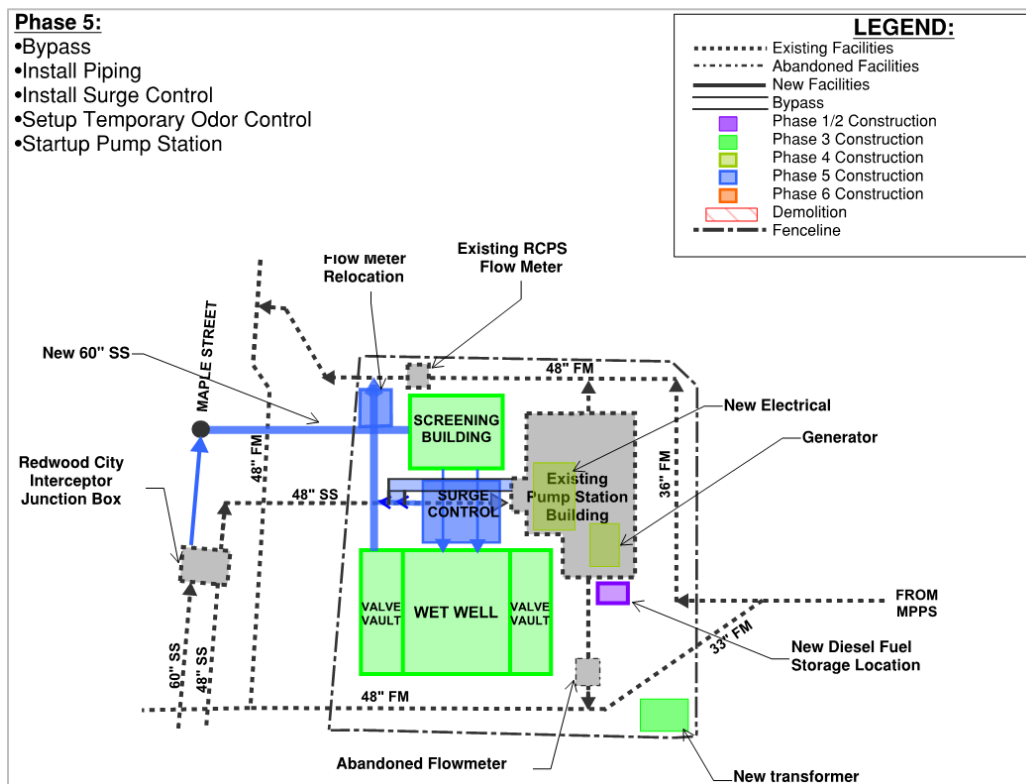 Phase 5:
•Bypass
•Install Piping
•Install Surge Control
•Setup Temporary Odor Control
•Startup Pump Station
LEGEND:
Existing Facilities
Abandoned Facilities
New Facilities
Bypass
Phase 1/2 Construction
Phase 3 Construction
Phase 4 Construction
Phase 5 Construction
Phase 6 Construction
Demolition
Fenceline
Flow Meter
Relocation
Existing RCPS
Flow Meter
New 60" SS
MAPLE STREET
48" FM
48" FM
36" FM
SCREENING
BUILDING
New Electrical
Generator
Redwood City
Interceptor
Junction Box
48" SS
SURGE
CONTROL
Existing
Pump Station
Building
VALVE
VAULT
WET WELL
VALVE
VAULT
FROM
MPPS
33" FM
New Diesel Fuel
Storage Location
60" SS
48" SS
48" FM
Abandoned Flowmeter
New transformer